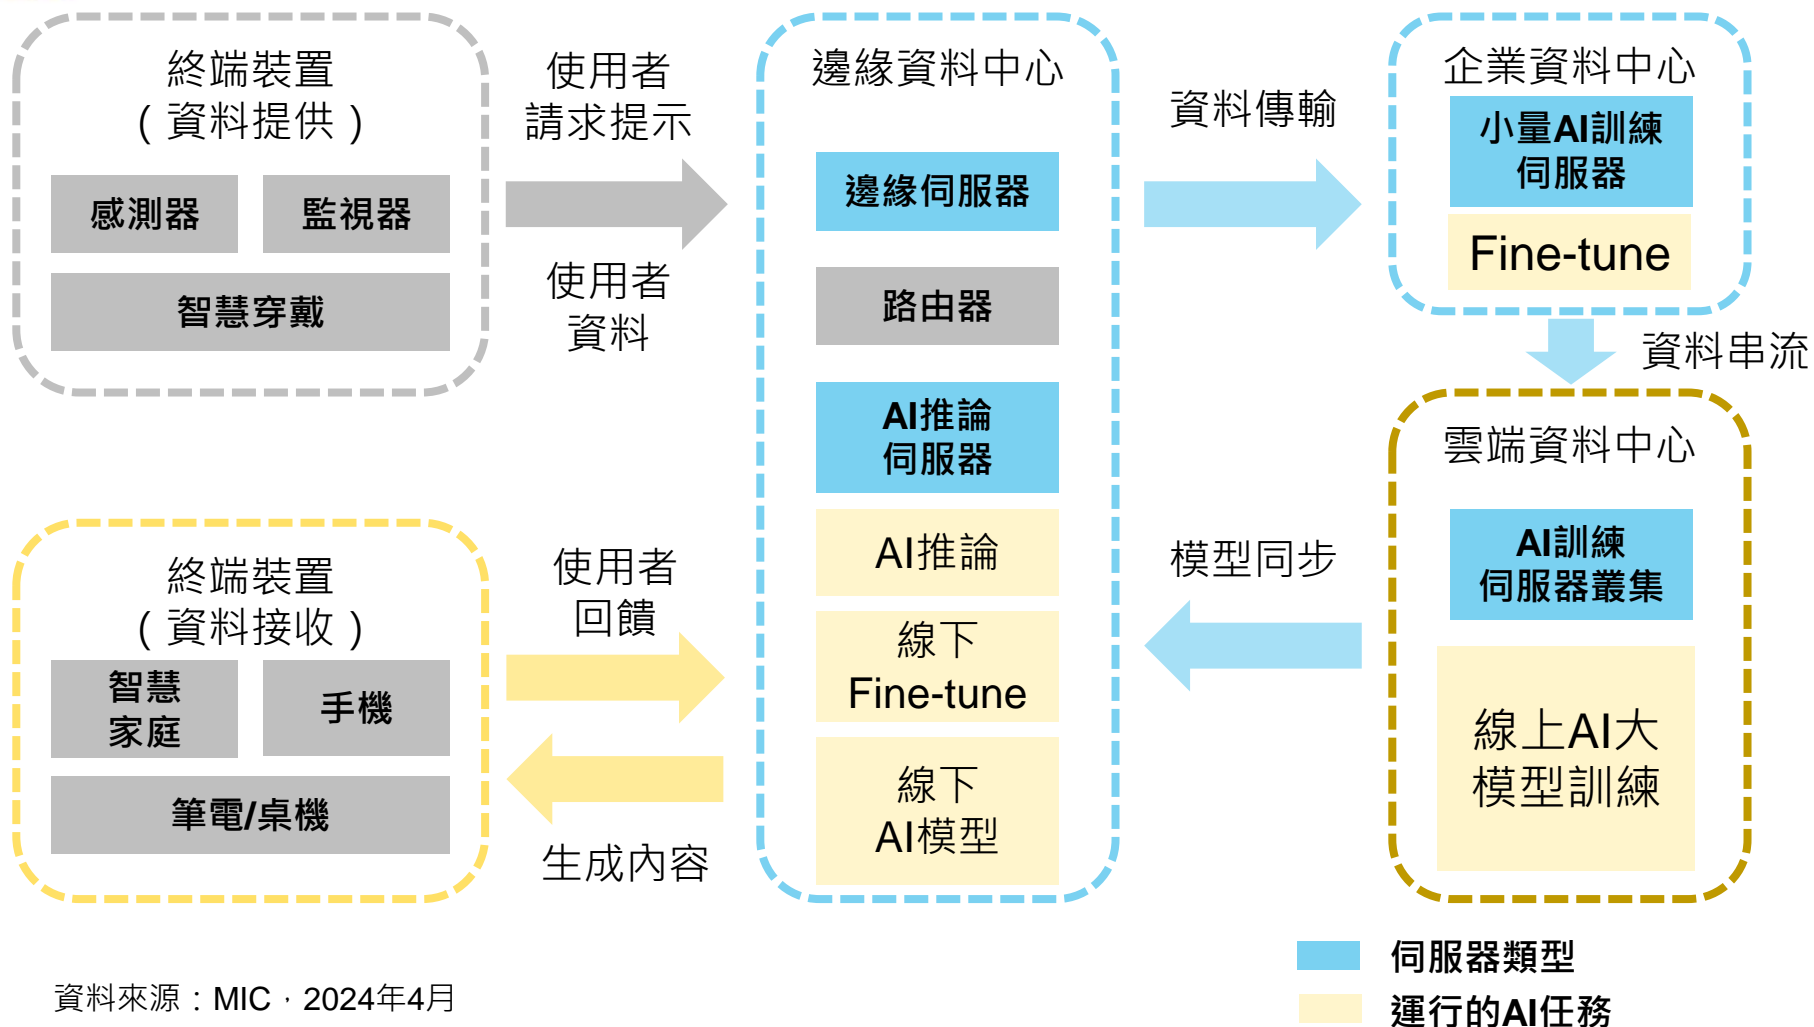 終端裝置
（資料提供）
感測器
監視器
智慧穿戴
使用者
請求提示
使用者
資料
邊緣資料中心
邊緣伺服器
路由器
AI推論
伺服器
AI推論
線下
Fine-tune
線下
AI模型
資料傳輸
企業資料中心
小量AI訓練
伺服器
Fine-tune
資料串流
雲端資料中心
AI訓練
伺服器叢集
線上AI大
模型訓練
模型同步
終端裝置
（資料接收）
智慧
家庭
手機
筆電/桌機
使用者
回饋
生成內容
伺服器類型
運行的AI任務
資料來源：MIC，2024年4月